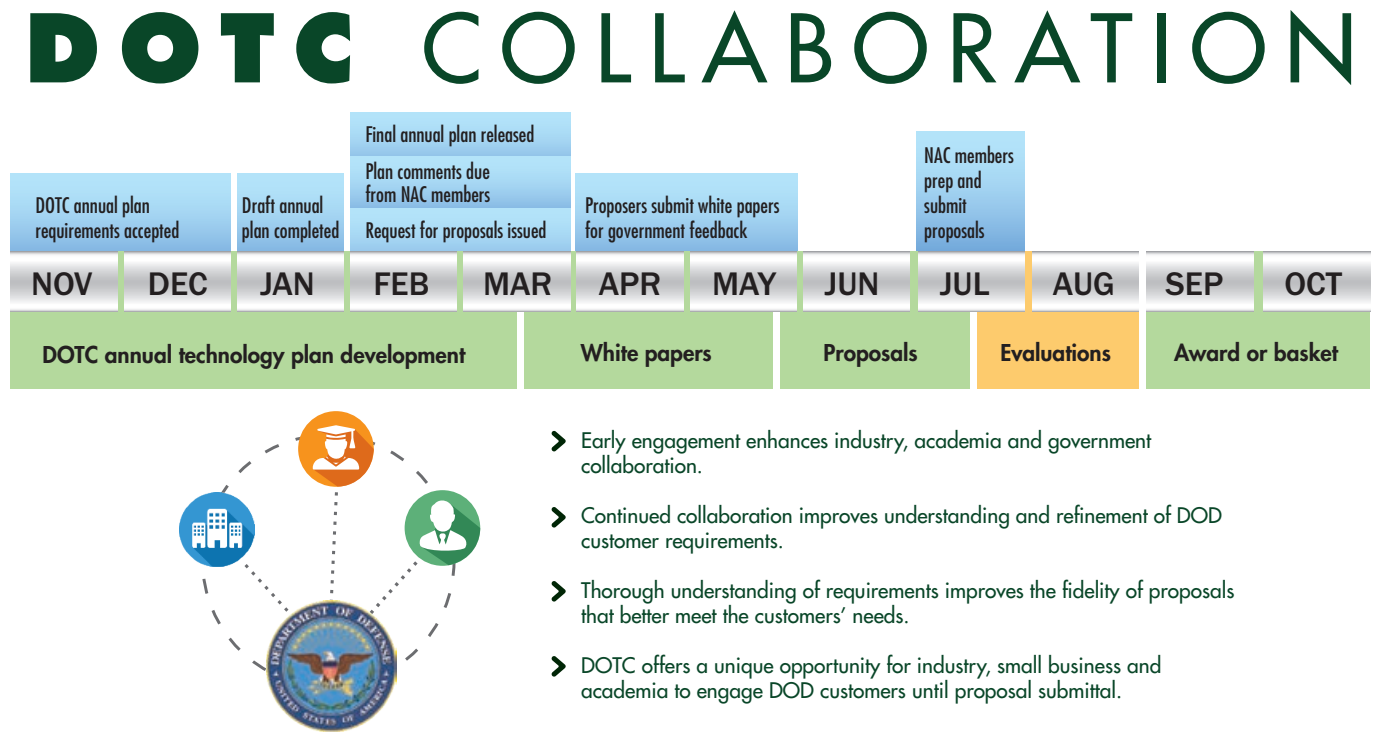 DOTC COLLABORATION
DOTC annual plan
requirements accepted
Draft annual
plan completed
Final annual plan released
Plan comments due
from NAC members
Request for proposals issued
Proposers submit white papers
for government feedback
NAC members
prep and
submit
proposals
NOV DEC JAN FEB MAR APR MAY JUN JUL AUG SEP OCT
DOTC annual technology plan development
White papers
Proposals
Evaluations
Award or basket
Early engagement enhances industry, academia and government
collaboration.
Continued collaboration improves understanding and refinement of DOD
customer requirements.
Thorough understanding of requirements improves the fidelity of proposals
that better meet the customers’ needs.
DOTC offers a unique opportunity for industry, small business and
academia to engage DOD customers until proposal submittal.
DEPARTMENT OF DEFENSE
UNITED STATES OF AMERICA